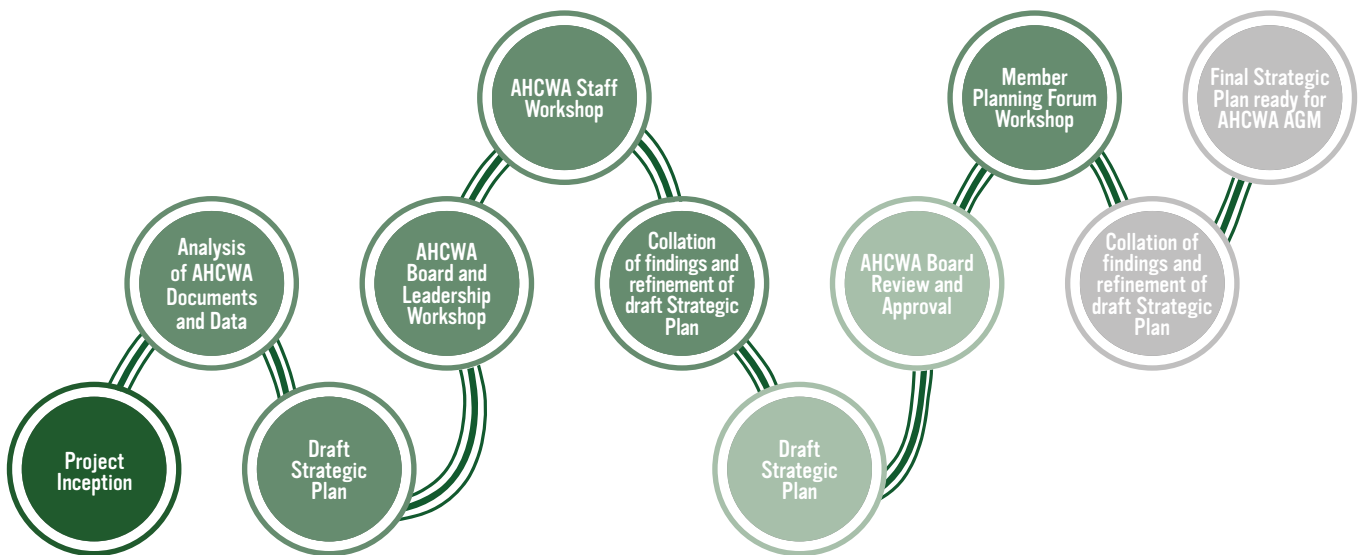 Project
Inception
Analysis
of AHCWA
Documents
and Data
Draft
Strategic
Plan
AHCWA
Board and
Leadership
Workshop
AHCWA Staff
Workshop
Collation
of findings and
refinement of
draft Strategic
Plan
Draft
Strategic
Plan
AHCWA Board
Review and
Approval
Member
Planning Forum
Workshop
Collation of
findings and
refinement of
draft Strategic
Plan
Final Strategic
Plan ready for
AHCWA AGM